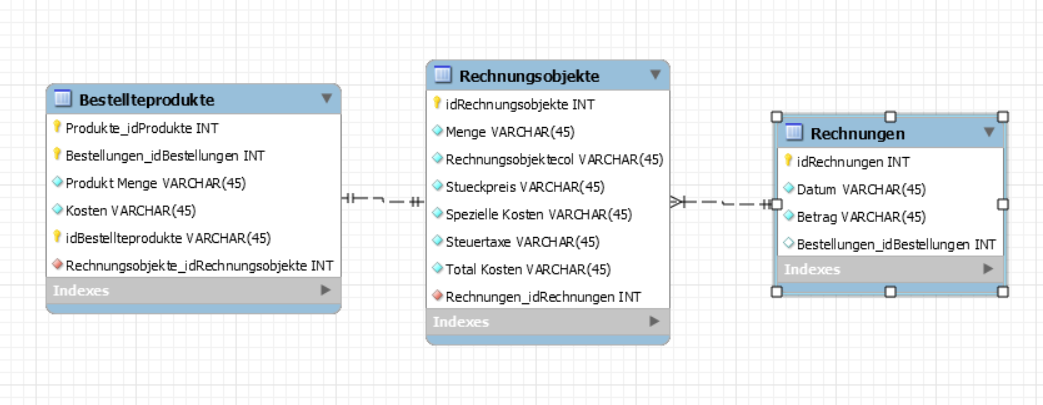 Bestellteprodukte
Produkte_idProdukte INT
Bestellungen_idBestellungen INT
Produkt Menge VARCHAR(45)
Kosten VARCHAR(45)
idBestellteprodukte VARCHAR(45)
Rechnungsobjekte_idRechnungsobjekte INT
Indexes
Rechnungsobjekte
idRechnungsobjekte INT
Menge VARCHAR(45)
Rechnungsobjektecol VARCHAR(45)
Stueckpreis VARCHAR(45)
Spezielle Kosten VARCHAR(45)
Steuertaxe VARCHAR(45)
Total Kosten VARCHAR(45)
Rechnungen_idRechnungen INT
Indexes
Rechnungen
idRechnungen INT
Datum VARCHAR(45)
Betrag VARCHAR(45)
Bestellungen_idBestellungen INT
Indexes